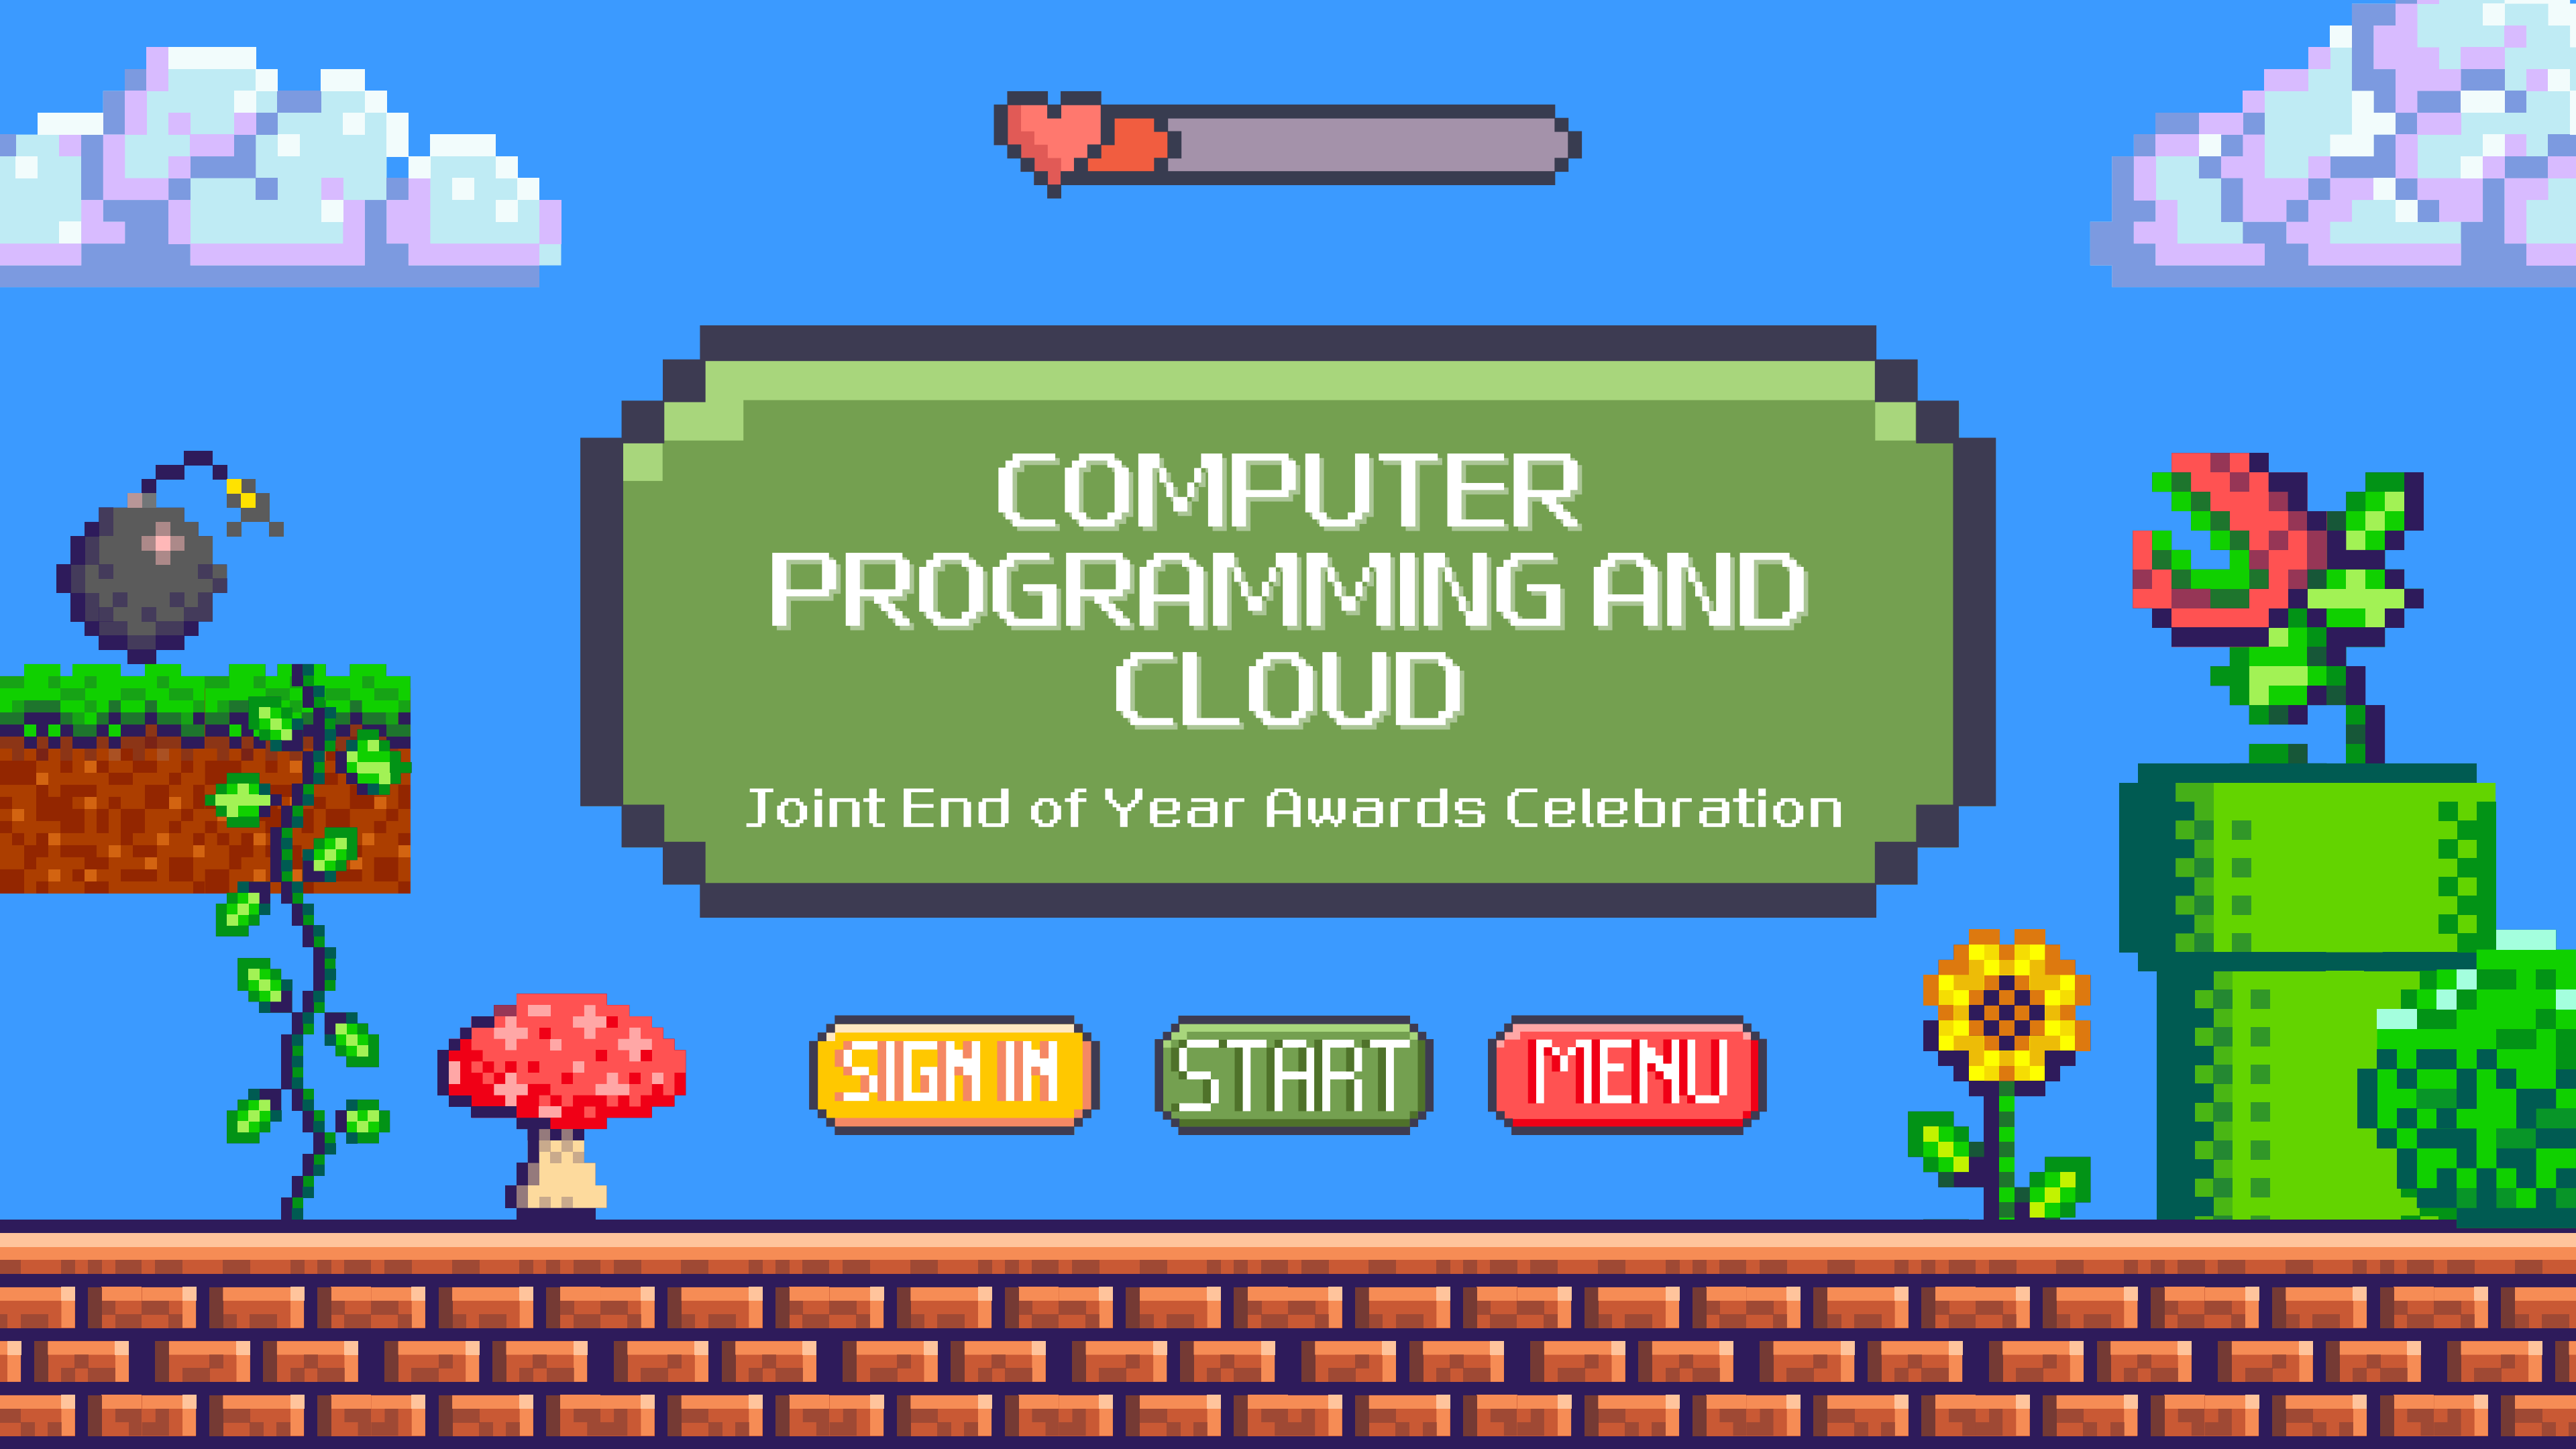 COMPUTER
PROGRAMMING AND
CLOUD
Joint End of Year Awards Celebration
SIGN IN
START
MENU